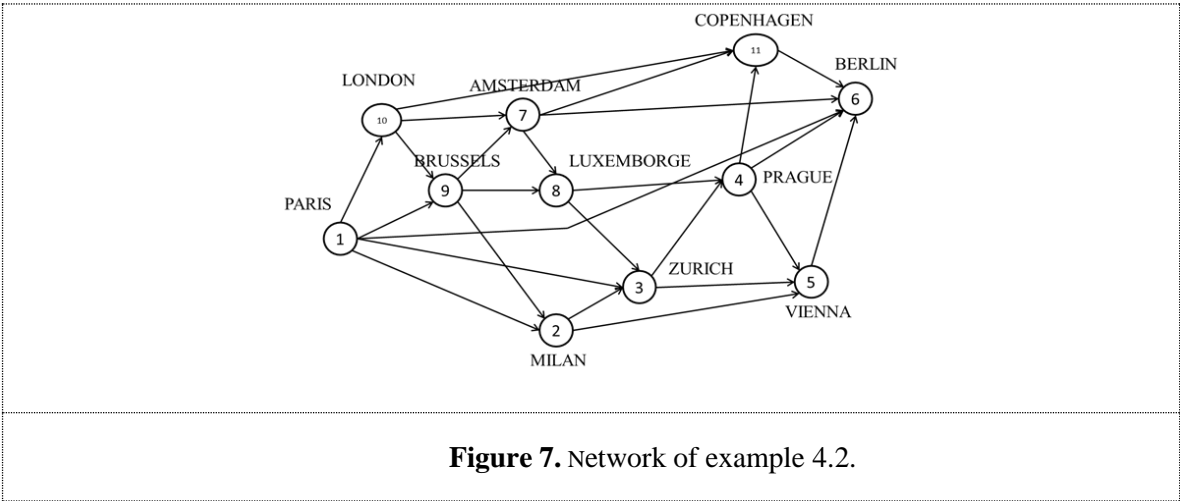 COPENHAGEN
11
BERLIN
LONDON
AMSTERDAM
6
7
10
BRUSSELS
LUXEMBORGE
9
8
4
PRAGUE
PARIS
1
ZURICH
3
5
VIENNA
2
MILAN
Figure 7. Network of example 4.2.